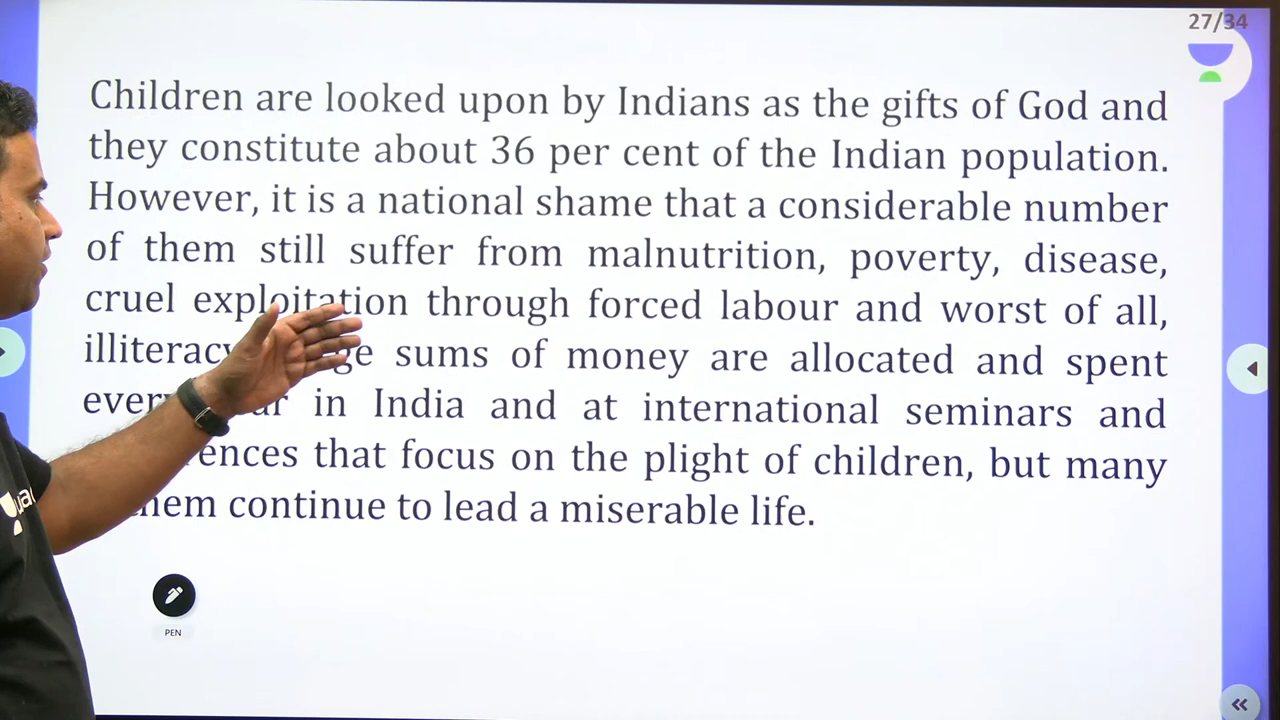 27/34
Children are looked upon by Indians as the gifts of God and
they constitute about 36 per cent of the Indian population.
However, it is a national shame that a considerable number
of them still suffer from malnutrition, poverty, disease,
cruel exploitation through forced labour and worst of all,
sums of money are allocated and spent
in India and at international seminars and
that focus on the plight of children, but many
continue to lead a miserable life.
PEN